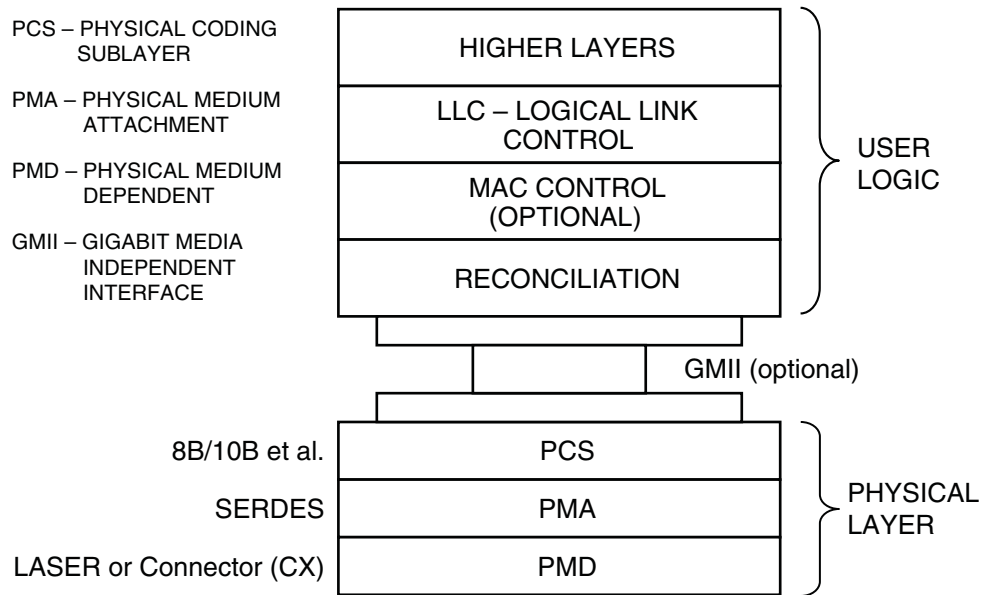 PCS – PHYSICAL CODING
SUBLAYER
PMA – PHYSICAL MEDIUM
ATTACHMENT
PMD – PHYSICAL MEDIUM
DEPENDENT
GMII – GIGABIT MEDIA
INDEPENDENT
INTERFACE
HIGHER LAYERS
LLC – LOGICAL LINK
CONTROL
MAC CONTROL
(OPTIONAL)
RECONCILIATION
USER
LOGIC
GMII (optional)
8B/10B et al.
PCS
SERDES
PMA
LASER or Connector (CX)
PMD
PHYSICAL
LAYER